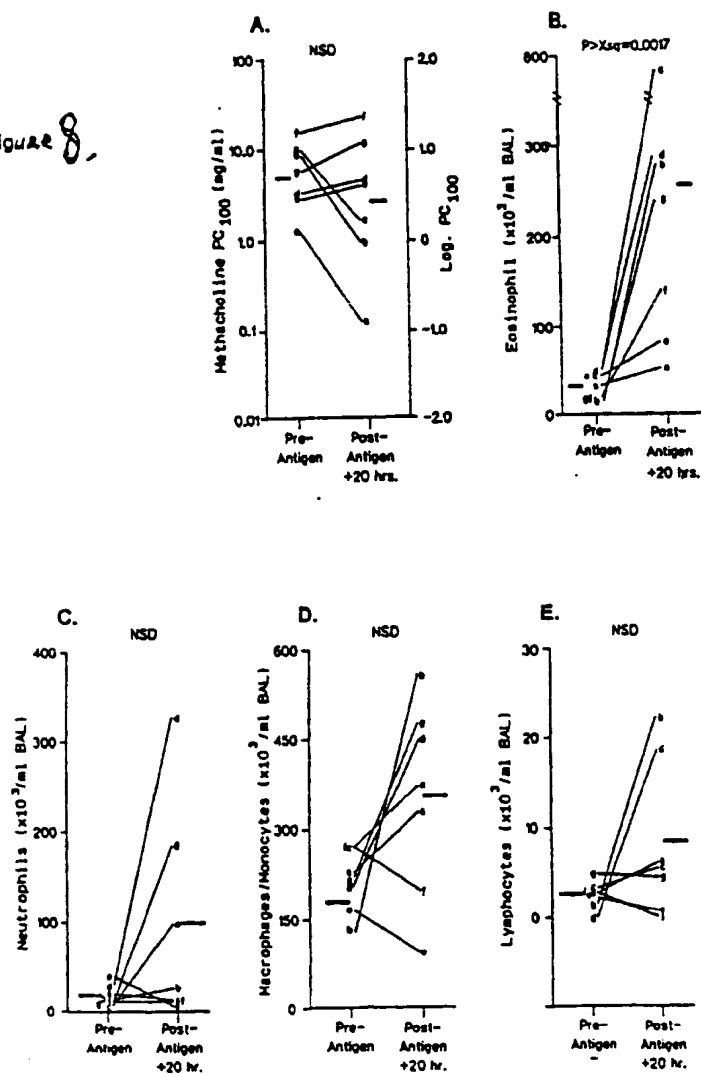 Figure 8.
A.
NSD
Methacholine PC100 (mg/ml)
100
10.0
1.0
0.1
0.01
Log. PC100
2.0
1.0
0
-1.0
-2.0
Pre-
Antigen
Post-
Antigen
+20 hrs.
B.
P>Xsq=0.0017
Eosinophil (x10³/ml BAL)
800
300
200
100
0
Pre-
Antigen
Post-
Antigen
+20 hrs.
C.
NSD
Neutrophils (x10³/ml BAL)
400
300
200
100
0
Pre-
Antigen
Post-
Antigen
+20 hr.
D.
NSD
Macrophages/Monocytes (x10³/ml BAL)
600
450
300
150
0
Pre-
Antigen
Post-
Antigen
+20 hr.
E.
NSD
Lymphocytes (x10³/ml BAL)
30
20
10
0
Pre-
Antigen
Post-
Antigen
+20 hr.